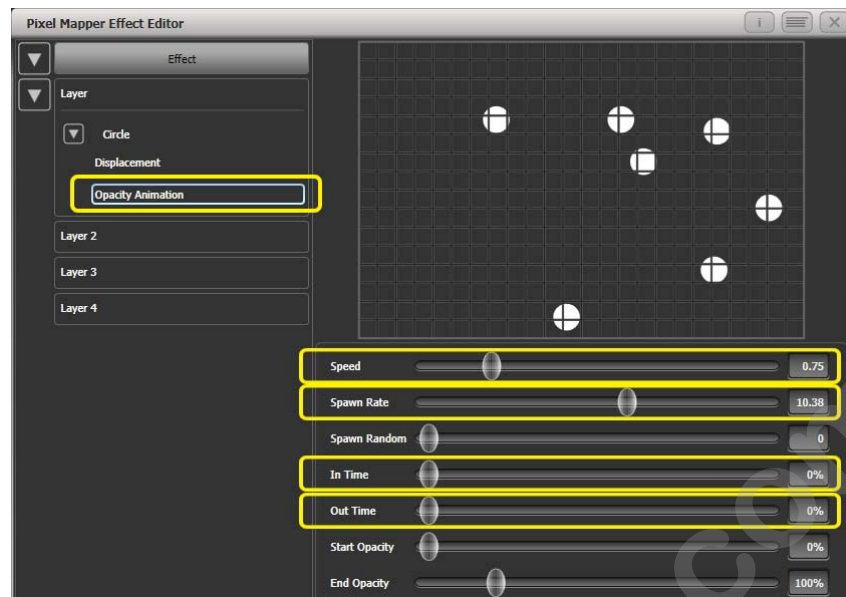 Pixel Mapper Effect Editor
i
Effect
Layer
Circle
Displacement
Opacity Animation
Layer 2
Layer 3
Layer 4
Speed 0.75
Spawn Rate 10.38
Spawn Random 0
In Time 0%
Out Time 0%
Start Opacity 0%
End Opacity 100%